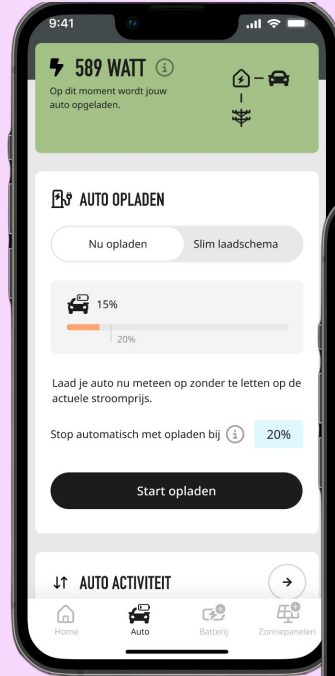 9:41
589 WATT
Op dit moment wordt jouw
auto opgeladen.
AUTO OPLADEN
Nu opladen
Slim laadschema
15%
20%
Laad je auto nu meteen op zonder te letten op de
actuele stroomprijs.
Stop automatisch met opladen bij
20%
Start opladen
AUTO ACTIVITEIT
Home
Auto
Batterij
Zonnepanelen